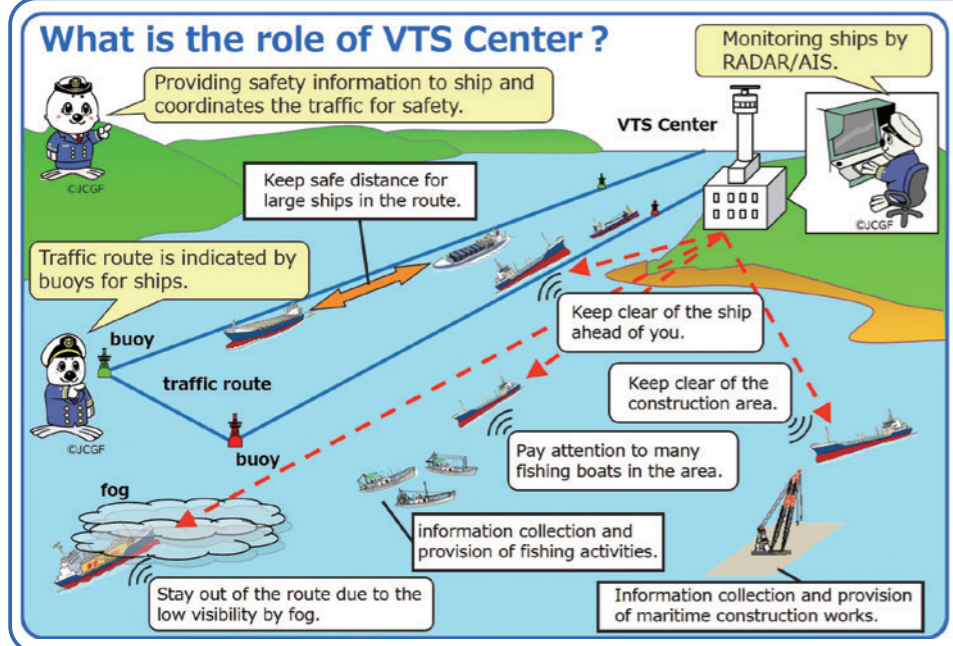 What is the role of VTS Center ?
Monitoring ships by
RADAR/AIS.
Providing safety information to ship and
coordinates the traffic for safety.
VTS Center
©JCGF
Keep safe distance for
large ships in the route.
©JCGF
Traffic route is indicated by
buoys for ships.
Keep clear of the ship
ahead of you.
buoy
traffic route
Keep clear of the
construction area.
©JCGF
buoy
Pay attention to many
fishing boats in the area.
fog
information collection and
provision of fishing activities.
Stay out of the route due to the
low visibility by fog.
Information collection and provision
of maritime construction works.